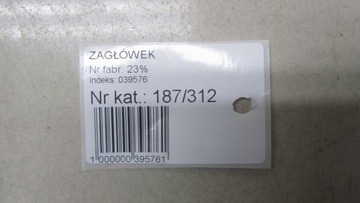 ZAGŁÓWEK
Nr fabr. 23%
Indeks: 039576
Nr kat.: 187/312
1 000000 395761